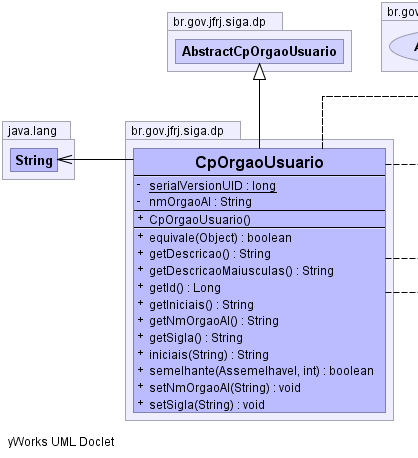 br.gov.jfrj.siga.dp
br.go
AbstractCpOrgaoUsuario
A
java.lang
br.gov.jfrj.siga.dp
String
CpOrgaoUsuario
- serialVersionUID : long
- nmOrgaoAI : String
+ CpOrgaoUsuario()
+ equivale(Object) : boolean
+ getDescricao() : String
+ getDescricaoMaiusculas() : String
+ getId() : Long
+ getIniciais() : String
+ getNmOrgaoAI() : String
+ getSigla() : String
+ iniciais(String) : String
+ semelhante(Assemelhavel, int) : boolean
+ setNmOrgaoAI(String) : void
+ setSigla(String) : void
yWorks UML Doclet